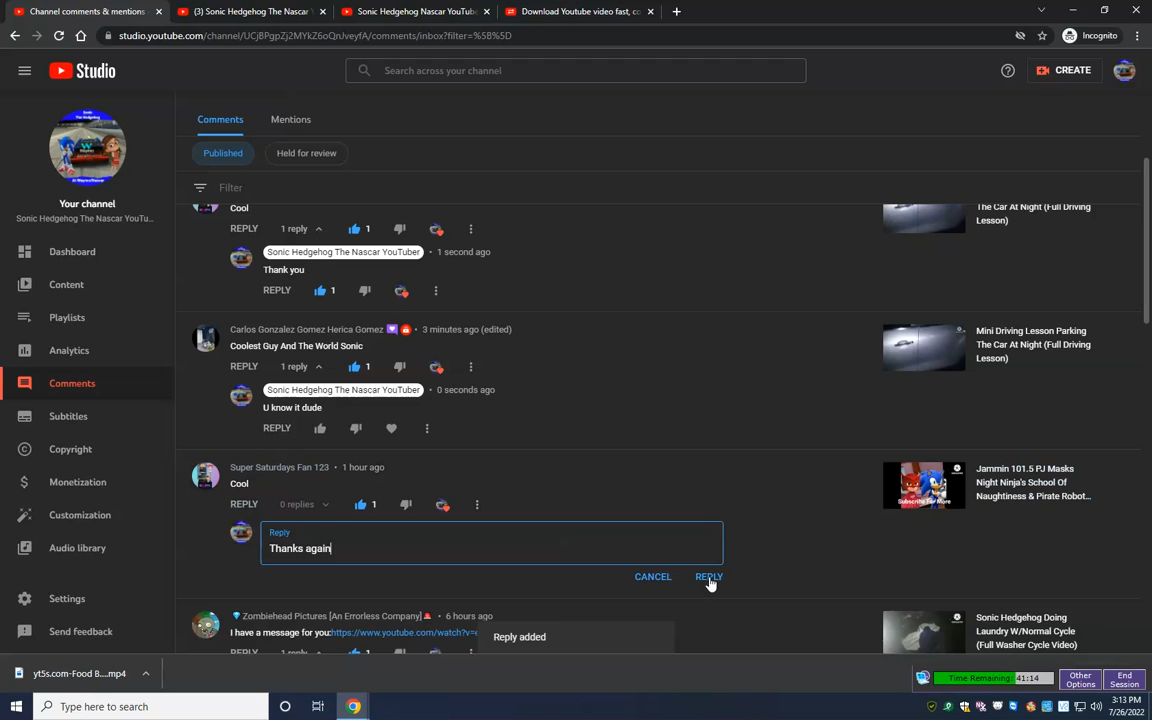 Channel comments & mentions
(3) Sonic Hedgehog The Nascar Y
Sonic Hedgehog Nascar YouTube
Download Youtube video fast, co
studio.youtube.com/channel/UCjBPgpZj2MYkZ6oQnJveyfA/comments/inbox?filter=%5B%5D
Incognito
Studio
Search across your channel
CREATE
Your channel
Sonic Hedgehog The Nascar YouTu...
Dashboard
Content
Playlists
Analytics
Comments
Subtitles
Copyright
Monetization
Customization
Audio library
Settings
Send feedback
Comments
Mentions
Published
Held for review
Filter
Cool
REPLY 1 reply 1
The Car At Night (Full Driving
Lesson)
Sonic Hedgehog The Nascar YouTuber • 1 second ago
Thank you
REPLY 1
Carlos Gonzalez Gomez Herica Gomez • 3 minutes ago (edited)
Coolest Guy And The World Sonic
REPLY 1 reply 1
Mini Driving Lesson Parking
The Car At Night (Full Driving
Lesson)
Sonic Hedgehog The Nascar YouTuber • 0 seconds ago
U know it dude
REPLY
Super Saturdays Fan 123 • 1 hour ago
Cool
REPLY 0 replies 1
Subscribe For More
Jammin 101.5 PJ Masks
Night Ninja's School Of
Naughtiness & Pirate Robot...
Reply
Thanks again
CANCEL REPLY
Zombiehead Pictures [An Errorless Company] • 6 hours ago
I have a message for you:https://www.youtube.com/watch?v=e
REPLY 1 reply 1
Sonic Hedgehog Doing
Laundry W/Normal Cycle
(Full Washer Cycle Video)
Reply added
yt5s.com-Food B....mp4
Time Remaining: 41:14
Other Options
End Session
Type here to search
3:13 PM
7/26/2022